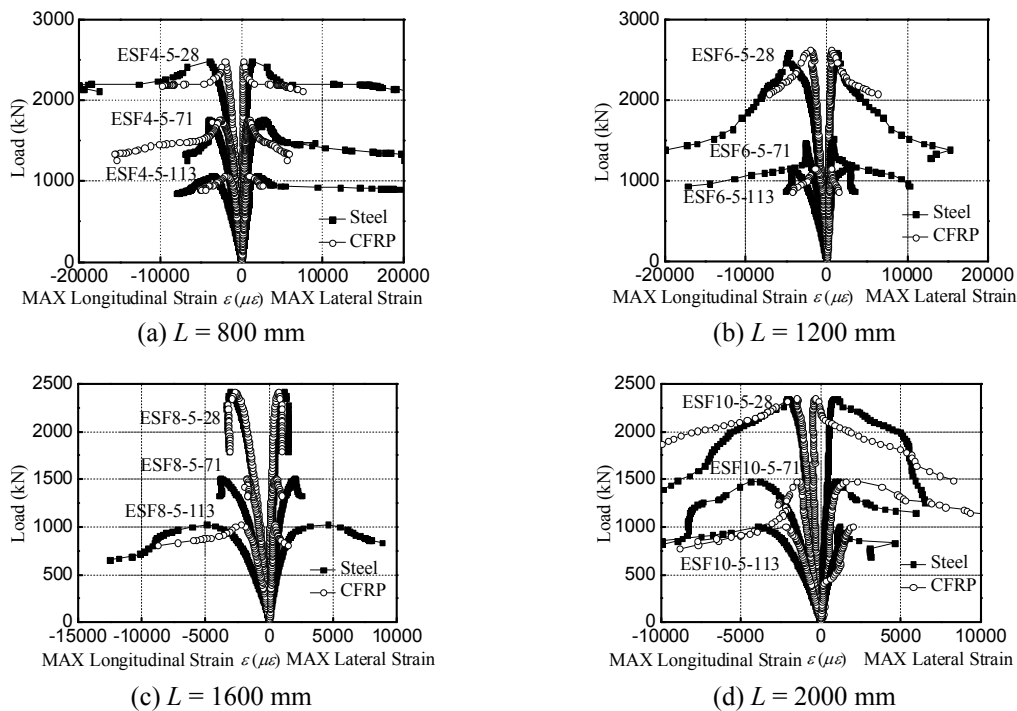 3000
2000
1000
0
Load (kN)
ESF4-5-28
ESF4-5-71
ESF4-5-113
Steel
CFRP
-20000 -10000 0 10000 20000
MAX Longitudinal Strain ε (με) MAX Lateral Strain
(a) L = 800 mm
3000
2000
1000
0
Load (kN)
ESF6-5-28
ESF6-5-71
ESF6-5-113
Steel
CFRP
-20000 -10000 0 10000 20000
MAX Longitudinal Strain ε (με) MAX Lateral Strain
(b) L = 1200 mm
2500
2000
1500
1000
500
0
Load (kN)
ESF8-5-28
ESF8-5-71
ESF8-5-113
Steel
CFRP
-15000 -10000 -5000 0 5000 10000
MAX Longitudinal Strain ε (με) MAX Lateral Strain
(c) L = 1600 mm
2500
2000
1500
1000
500
0
Load (kN)
ESF10-5-28
ESF10-5-71
ESF10-5-113
Steel
CFRP
-10000 -5000 0 5000 10000
MAX Longitudinal Strain ε (με) MAX Lateral Strain
(d) L = 2000 mm